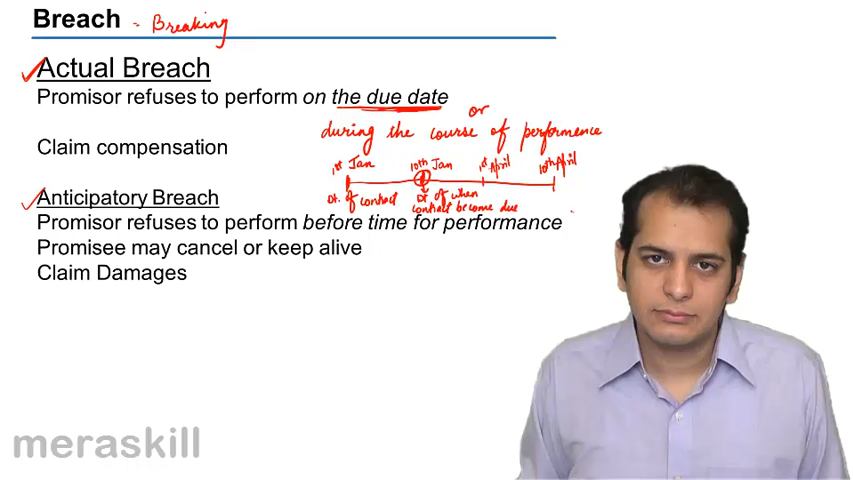 Breach - Breaking
Actual Breach
Promisor refuses to perform on the due date
or
during the course of performence
Claim compensation
1st Jan 10th Jan 1st April 10th April
Dt. of contract Dt of when
contract become due
Anticipatory Breach
Promisor refuses to perform before time for performance
Promisee may cancel or keep alive
Claim Damages
meraskill